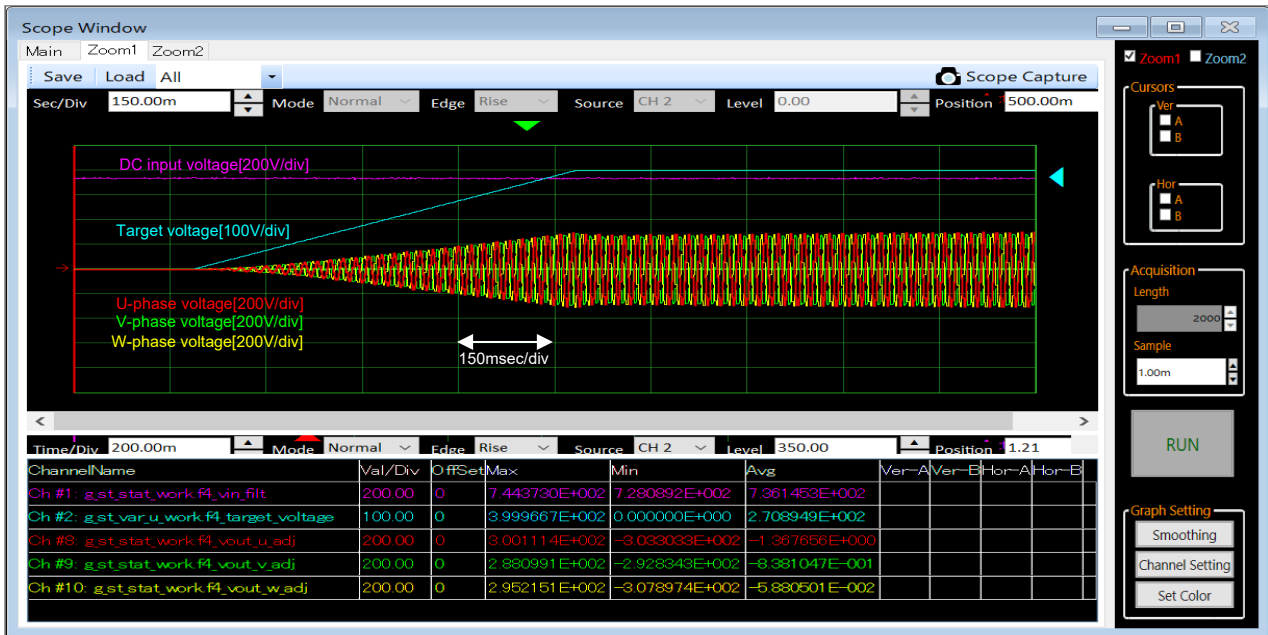 Scope Window
Main Zoom1 Zoom2
Save Load All Scope Capture
Sec/Div 150.00m Mode Normal Edge Rise Source CH 2 Level 0.00 Position 500.00m
DC input voltage[200V/div]
Target voltage[100V/div]
U-phase voltage[200V/div]
V-phase voltage[200V/div]
W-phase voltage[200V/div]
150msec/div
Time/Div 200.00m Mode Normal Edge Rise Source CH 2 Level 350.00 Position 1.21
ChannelName Val/Div OffSet Max Min Avg Ver-A Ver-B Hor-A Hor-B
Ch #1: g_st_stat_work.f4_vin_filt 200.00 0 7.443730E+002 7.280892E+002 7.361453E+002
Ch #2: g_st_var_u_work.f4_target_voltage 100.00 0 3.999667E+002 0.000000E+000 2.708949E+002
Ch #8: g_st_stat_work.f4_vout_u_adj 200.00 0 3.001114E+002 -3.033033E+002 -1.367656E+000
Ch #9: g_st_stat_work.f4_vout_v_adj 200.00 0 2.880991E+002 -2.928343E+002 -8.381047E-001
Ch #10: g_st_stat_work.f4_vout_w_adj 200.00 0 2.952151E+002 -3.078974E+002 -5.880501E-002
Zoom1 Zoom2
Cursors
Ver
A
B
Hor
A
B
Acquisition
Length
2000
Sample
1.00m
RUN
Graph Setting
Smoothing
Channel Setting
Set Color